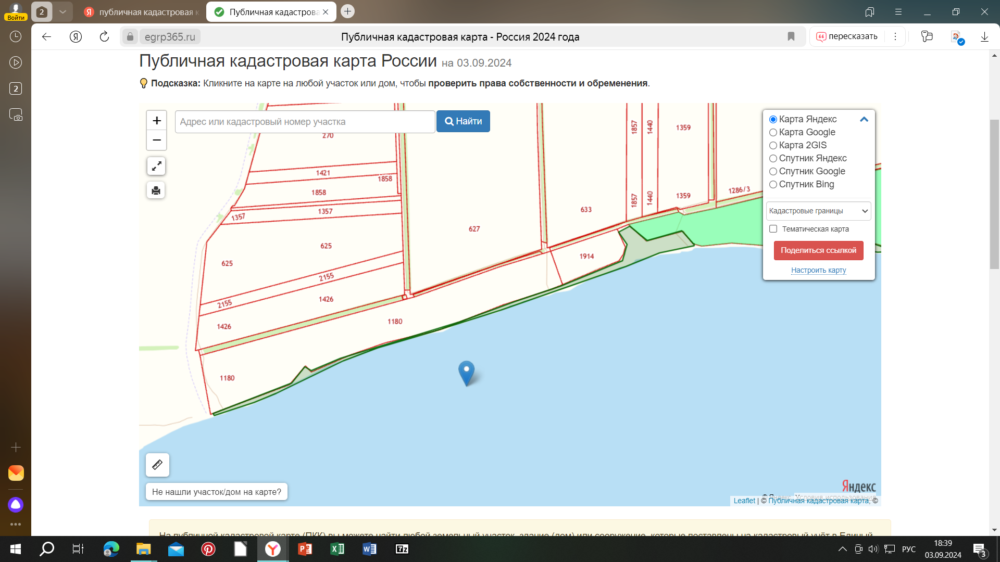 Войти
2
публичная кадастровая к
Публичная кадастрова
egrp365.ru
Публичная кадастровая карта - Россия 2024 года
пересказать
2
Публичная кадастровая карта России на 03.09.2024
Подсказка: Кликните на карте на любой участок или дом, чтобы проверить права собственности и обременения.
+
−
Адрес или кадастровый номер участка
Найти
270
1421
1858
1858
1357
1357
625
625
2155
2155
1426
1426
1180
1180
627
633
1914
1857
1440
1359
1857
1440
1359
1286/3
Карта Яндекс
Карта Google
Карта 2GIS
Спутник Яндекс
Спутник Google
Спутник Bing
Кадастровые границы
Тематическая карта
Поделиться ссылкой
Настроить карту
Не нашли участок/дом на карте?
Яндекс
© Яндекс Условия использования
Leaflet | © Публичная кадастровая карта, ©
На публичной кадастровой карте (ПКК) вы можете найти любой земельный участок, здание (дом) или сооружение, которые поставлены на кадастровый учёт в Единый
РУС
18:39
03.09.2024
3